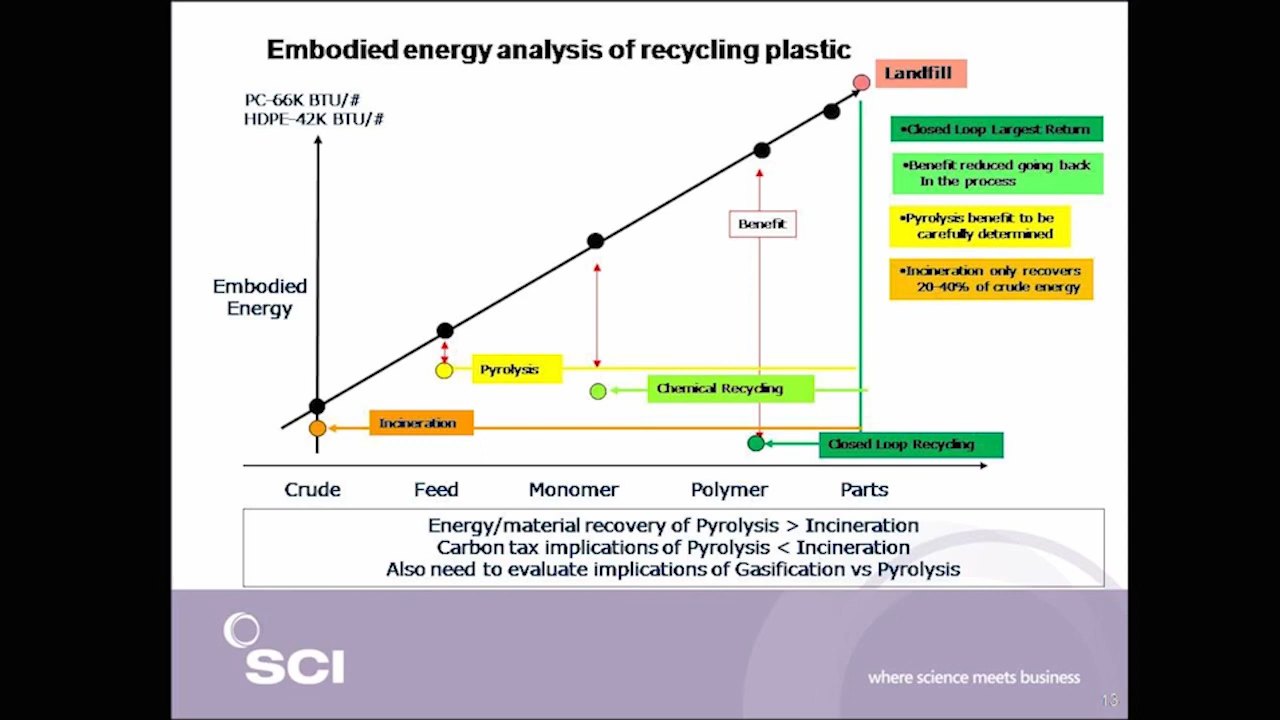 Embodied energy analysis of recycling plastic
Landfill
PC-66K BTU/#
HDPE-42K BTU/#
•Closed Loop Largest Return
•Benefit reduced going back
In the process
•Pyrolysis benefit to be
carefully determined
•Incineration only recovers
20-40% of crude energy
Benefit
Embodied
Energy
Pyrolysis
Chemical Recycling
Incineration
Closed Loop Recycling
Crude
Feed
Monomer
Polymer
Parts
Energy/material recovery of Pyrolysis > Incineration
Carbon tax implications of Pyrolysis < Incineration
Also need to evaluate implications of Gasification vs Pyrolysis
SCI
where science meets business
13